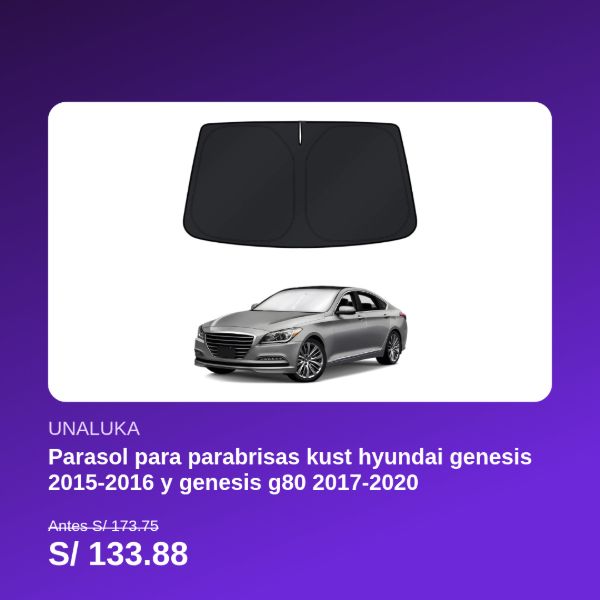 UNALUKA
Parasol para parabrisas kust hyundai genesis
2015-2016 y genesis g80 2017-2020
Antes S/ 173.75
S/ 133.88